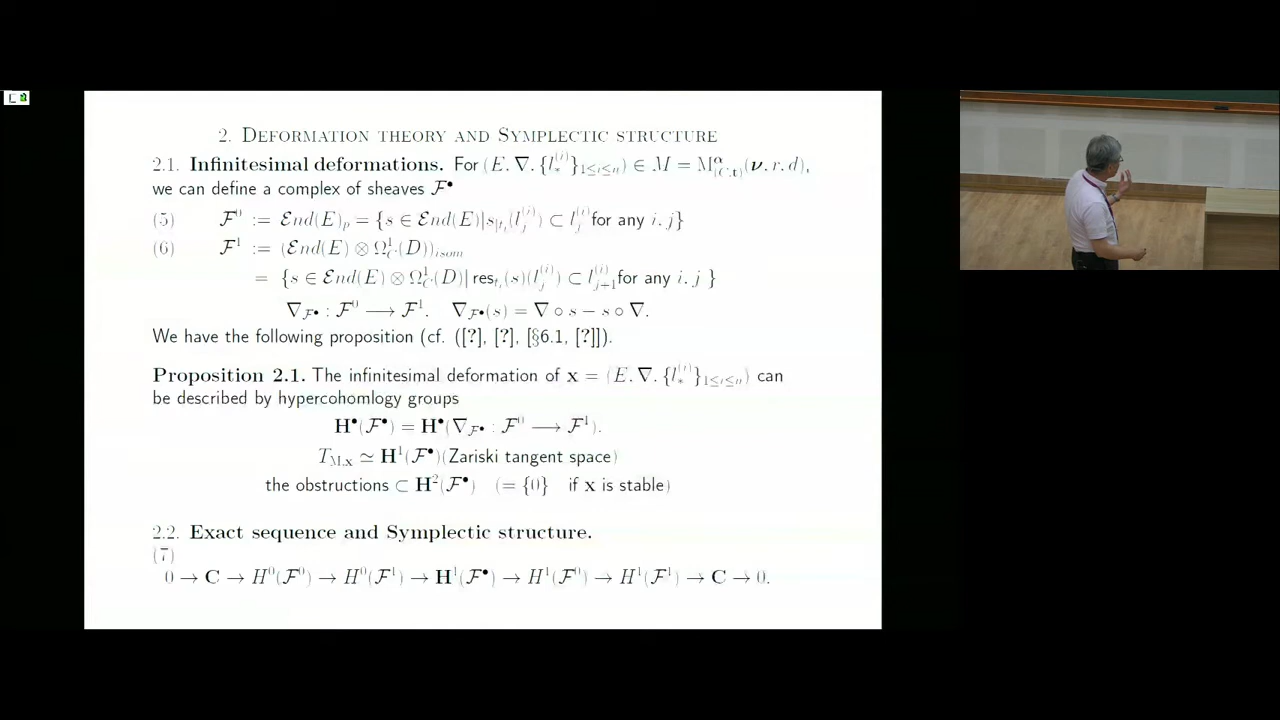 2. Deformation theory and Symplectic structure
2.1. Infinitesimal deformations. For (E, ∇, {l_*^{(i)}}_{1≤i≤n}) ∈ M = M^α_{(C,t)}(ν, r, d),
we can define a complex of sheaves F^•
(5) F^0 := End(E)_p = {s ∈ End(E)|s_{|t_i}(l_j^{(i)}) ⊂ l_j^{(i)} for any i, j}
(6) F^1 := (End(E) ⊗ Ω^1_C(D))_{isom}
= {s ∈ End(E) ⊗ Ω^1_C(D)| res_{t_i}(s)(l_j^{(i)}) ⊂ l_{j+1}^{(i)} for any i, j }
∇_{F^•} : F^0 ⟶ F^1, ∇_{F^•}(s) = ∇ ∘ s − s ∘ ∇.
We have the following proposition (cf. ([?], [?], [§6.1, [?]]).
Proposition 2.1. The infinitesimal deformation of x = (E, ∇, {l_*^{(i)}}_{1≤i≤n}) can
be described by hypercohomlogy groups
H^•(F^•) = H^•(∇_{F^•} : F^0 ⟶ F^1).
T_{M,x} ≃ H^1(F^•)(Zariski tangent space)
the obstructions ⊂ H^2(F^•) (= {0} if x is stable)
2.2. Exact sequence and Symplectic structure.
(7)
0 → C → H^0(F^0) → H^0(F^1) → H^1(F^•) → H^1(F^0) → H^1(F^1) → C → 0.